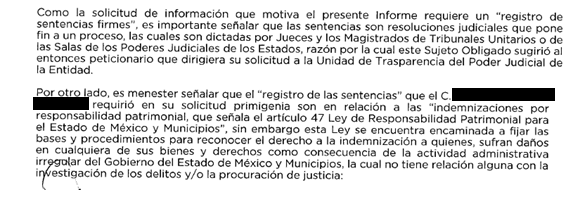 Como la solicitud de información que motiva el presente Informe requiere un "registro de
sentencias firmes", es importante señalar que las sentencias son resoluciones judiciales que pone
fin a un proceso, las cuales son dictadas por Jueces y los Magistrados de Tribunales Unitarios o de
las Salas de los Poderes Judiciales de los Estados, razón por la cual este Sujeto Obligado sugirió al
entonces peticionario que dirigiera su solicitud a la Unidad de Trasparencia del Poder Judicial de
la Entidad.
Por otro lado, es menester señalar que el "registro de las sentencias" que el C.
requirió en su solicitud primigenia son en relación a las "indemnizaciones por
responsabilidad patrimonial, que señala el artículo 47 Ley de Responsabilidad Patrimonial para
el Estado de México y Municipios", sin embargo esta Ley se encuentra encaminada a fijar las
bases y procedimientos para reconocer el derecho a la indemnización a quienes, sufran daños
en cualquiera de sus bienes y derechos como consecuencia de la actividad administrativa
irregular del Gobierno del Estado de México y Municipios, la cual no tiene relación alguna con la
investigación de los delitos y/o la procuración de justicia: